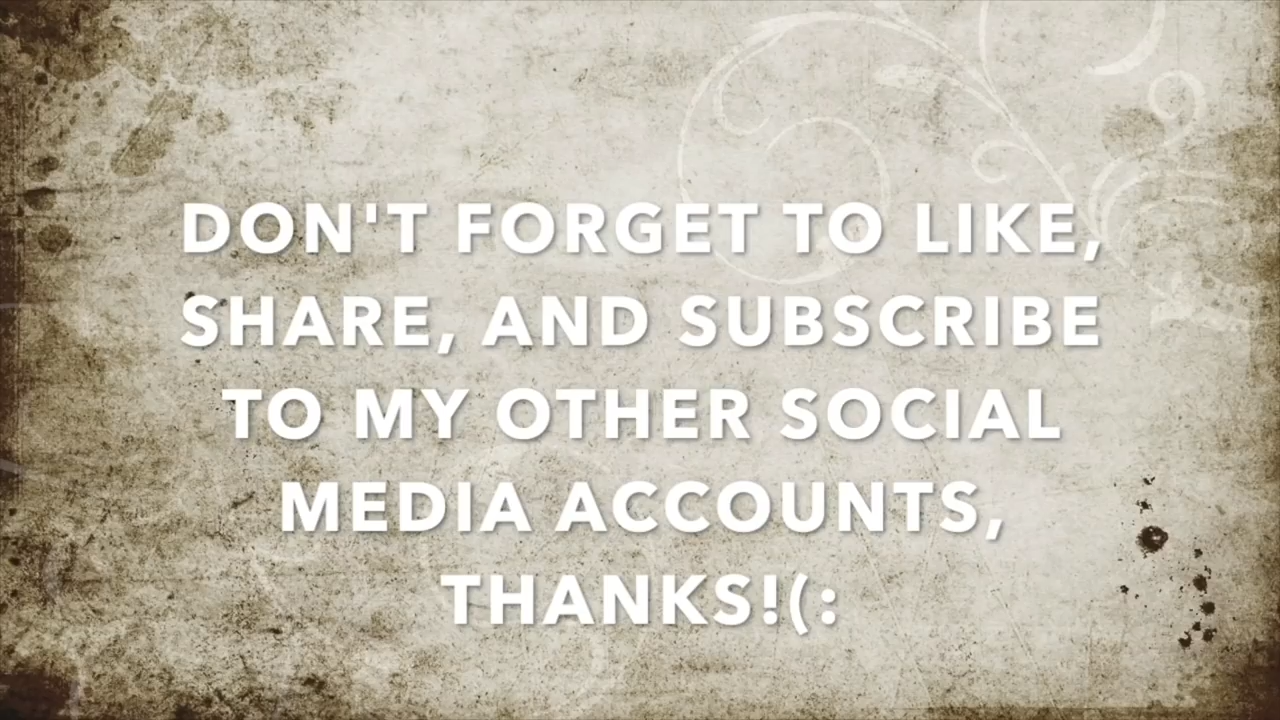 DON'T FORGET TO LIKE,
SHARE, AND SUBSCRIBE
TO MY OTHER SOCIAL
MEDIA ACCOUNTS,
THANKS!(: